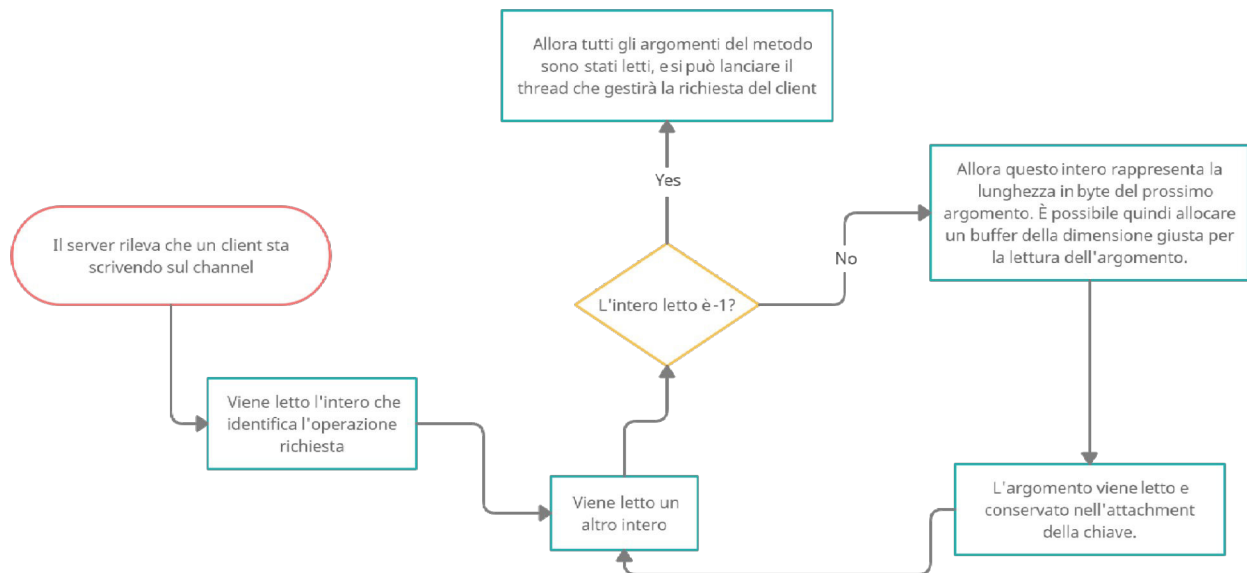 Il server rileva che un client sta
scrivendo sul channel
Viene letto l'intero che
identifica l'operazione
richiesta
Viene letto un
altro intero
L'intero letto è -1?
Yes
Allora tutti gli argomenti del metodo
sono stati letti, e si può lanciare il
thread che gestirà la richiesta del client
No
Allora questo intero rappresenta la
lunghezza in byte del prossimo
argomento. È possibile quindi allocare
un buffer della dimensione giusta per
la lettura dell'argomento.
L'argomento viene letto e
conservato nell'attachment
della chiave.